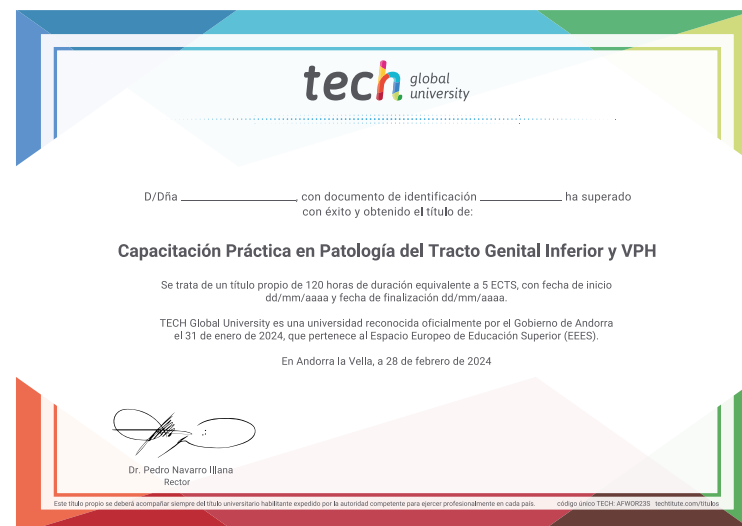 tech global university
D/Dña ____________, con documento de identificación ____________ ha superado
con éxito y obtenido el título de:
Capacitación Práctica en Patología del Tracto Genital Inferior y VPH
Se trata de un título propio de 120 horas de duración equivalente a 5 ECTS, con fecha de inicio
dd/mm/aaaa y fecha de finalización dd/mm/aaaa.
TECH Global University es una universidad reconocida oficialmente por el Gobierno de Andorra
el 31 de enero de 2024, que pertenece al Espacio Europeo de Educación Superior (EEES).
En Andorra la Vella, a 28 de febrero de 2024
Dr. Pedro Navarro Illana
Rector
Este título propio se deberá acompañar siempre del título universitario habilitante expedido por la autoridad competente para ejercer profesionalmente en cada país. código único TECH: AFWOR23S techtitute.com/titulos